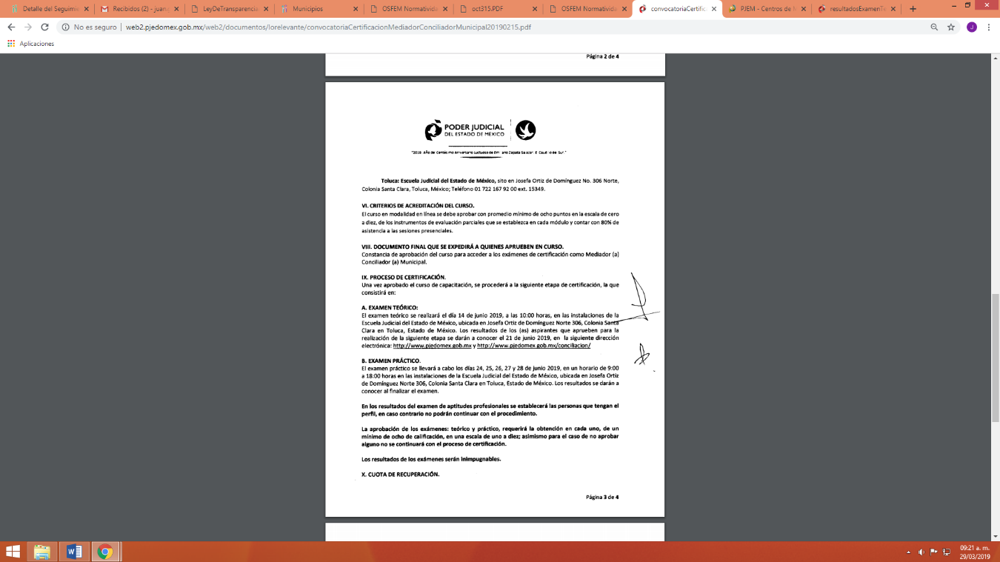 Detalle del Seguimie
Recibidos (2) - juana
LeyDeTransparencia
Municipios
OSFEM Normativida
oct315.PDF
OSFEM Normativida
convocatoriaCertific
PJEM - Centros de M
resultadosExamenTe
No es seguro | web2.pjedomex.gob.mx/web2/documentos/lorelevante/convocatoriaCertificacionMediadorConciliadorMunicipal20190215.pdf
J
Aplicaciones
Página 2 de 4
PODER JUDICIAL
DEL ESTADO DE MÉXICO
Toluca: Escuela Judicial del Estado de México, sito en Josefa Ortiz de Domínguez No. 306 Norte,
Colonia Santa Clara, Toluca, México; Teléfono 01 722 167 92 00 ext. 15349.
VI. CRITERIOS DE ACREDITACIÓN DEL CURSO.
El curso en modalidad en línea se debe aprobar con promedio mínimo de ocho puntos en la escala de cero
a diez, de los instrumentos de evaluación parciales que se establezca en cada módulo y contar con 80% de
asistencia a las sesiones presenciales.
VIII. DOCUMENTO FINAL QUE SE EXPEDIRÁ A QUIENES APRUEBEN EN CURSO.
Constancia de aprobación del curso para acceder a los exámenes de certificación como Mediador (a)
Conciliador (a) Municipal.
IX. PROCESO DE CERTIFICACIÓN.
Una vez aprobado el curso de capacitación, se procederá a la siguiente etapa de certificación, la que
consistirá en:
A. EXAMEN TEÓRICO:
El examen teórico se realizará el día 14 de junio 2019, a las 10:00 horas, en las instalaciones de la
Escuela Judicial del Estado de México, ubicada en Josefa Ortiz de Domínguez Norte 306, Colonia Santa
Clara en Toluca, Estado de México. Los resultados de los (as) aspirantes que aprueben para la
realización de la siguiente etapa se darán a conocer el 21 de junio 2019, en la siguiente dirección
electrónica: http://www.pjedomex.gob.mx y http://www.pjedomex.gob.mx/conciliacion/
B. EXAMEN PRÁCTICO.
El examen práctico se llevará a cabo los días 24, 25, 26, 27 y 28 de junio 2019, en un horario de 9:00
a 18:00 horas en las instalaciones de la Escuela Judicial del Estado de México, ubicada en Josefa Ortiz
de Domínguez Norte 306, Colonia Santa Clara en Toluca, Estado de México. Los resultados se darán a
conocer al finalizar el examen.
En los resultados del examen de aptitudes profesionales se establecerá las personas que tengan el
perfil, en caso contrario no podrán continuar con el procedimiento.
La aprobación de los exámenes: teórico y práctico, requerirá la obtención en cada uno, de un
mínimo de ocho de calificación, en una escala de uno a diez; asimismo para el caso de no aprobar
alguno no se continuará con el proceso de certificación.
Los resultados de los exámenes serán inimpugnables.
X. CUOTA DE RECUPERACIÓN.
Página 3 de 4
09:21 a. m.
29/03/2019